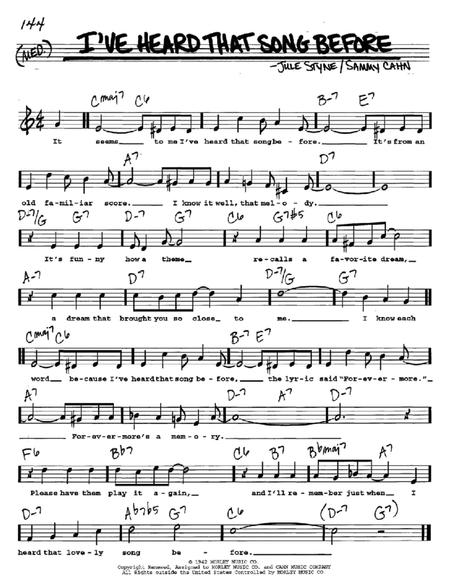 144
(MED.)
I'VE HEARD THAT SONG BEFORE
- JULE STYNE / SAMMY CAHN
Cmaj7 C6 B-7 E7
It seems to me I've heard that song be - fore. It's from an
A7 D7
old fa-mil-iar score. I know it well, that mel-o-dy.
D-7/G G7 D-7 G7 C6 G7#5 C6
It's fun-ny how a theme re-calls a fa-vor-ite dream,
A-7 D7 D-7/G G7
a dream that brought you so close to me. I know each
Cmaj7 C6 B-7 E7
word be-cause I've heard that song be - fore, the lyr-ic said "For-ev-er - more."
A7 D-7 A7 D-7
For-ev-er-more's a mem-o-ry.
F6 Bb7 C6 B7 Bbmaj7 A7
Please have them play it a-gain, and I'll re-mem-ber just when I
D-7 Ab7b5 G7 C6 (D-7 G7)
heard that love-ly song be - fore.
© 1942 MORLEY MUSIC CO.
Copyright Renewed, Assigned to MORLEY MUSIC CO. and CAHN MUSIC COMPANY
All Rights outside the United States Controlled by MORLEY MUSIC CO.